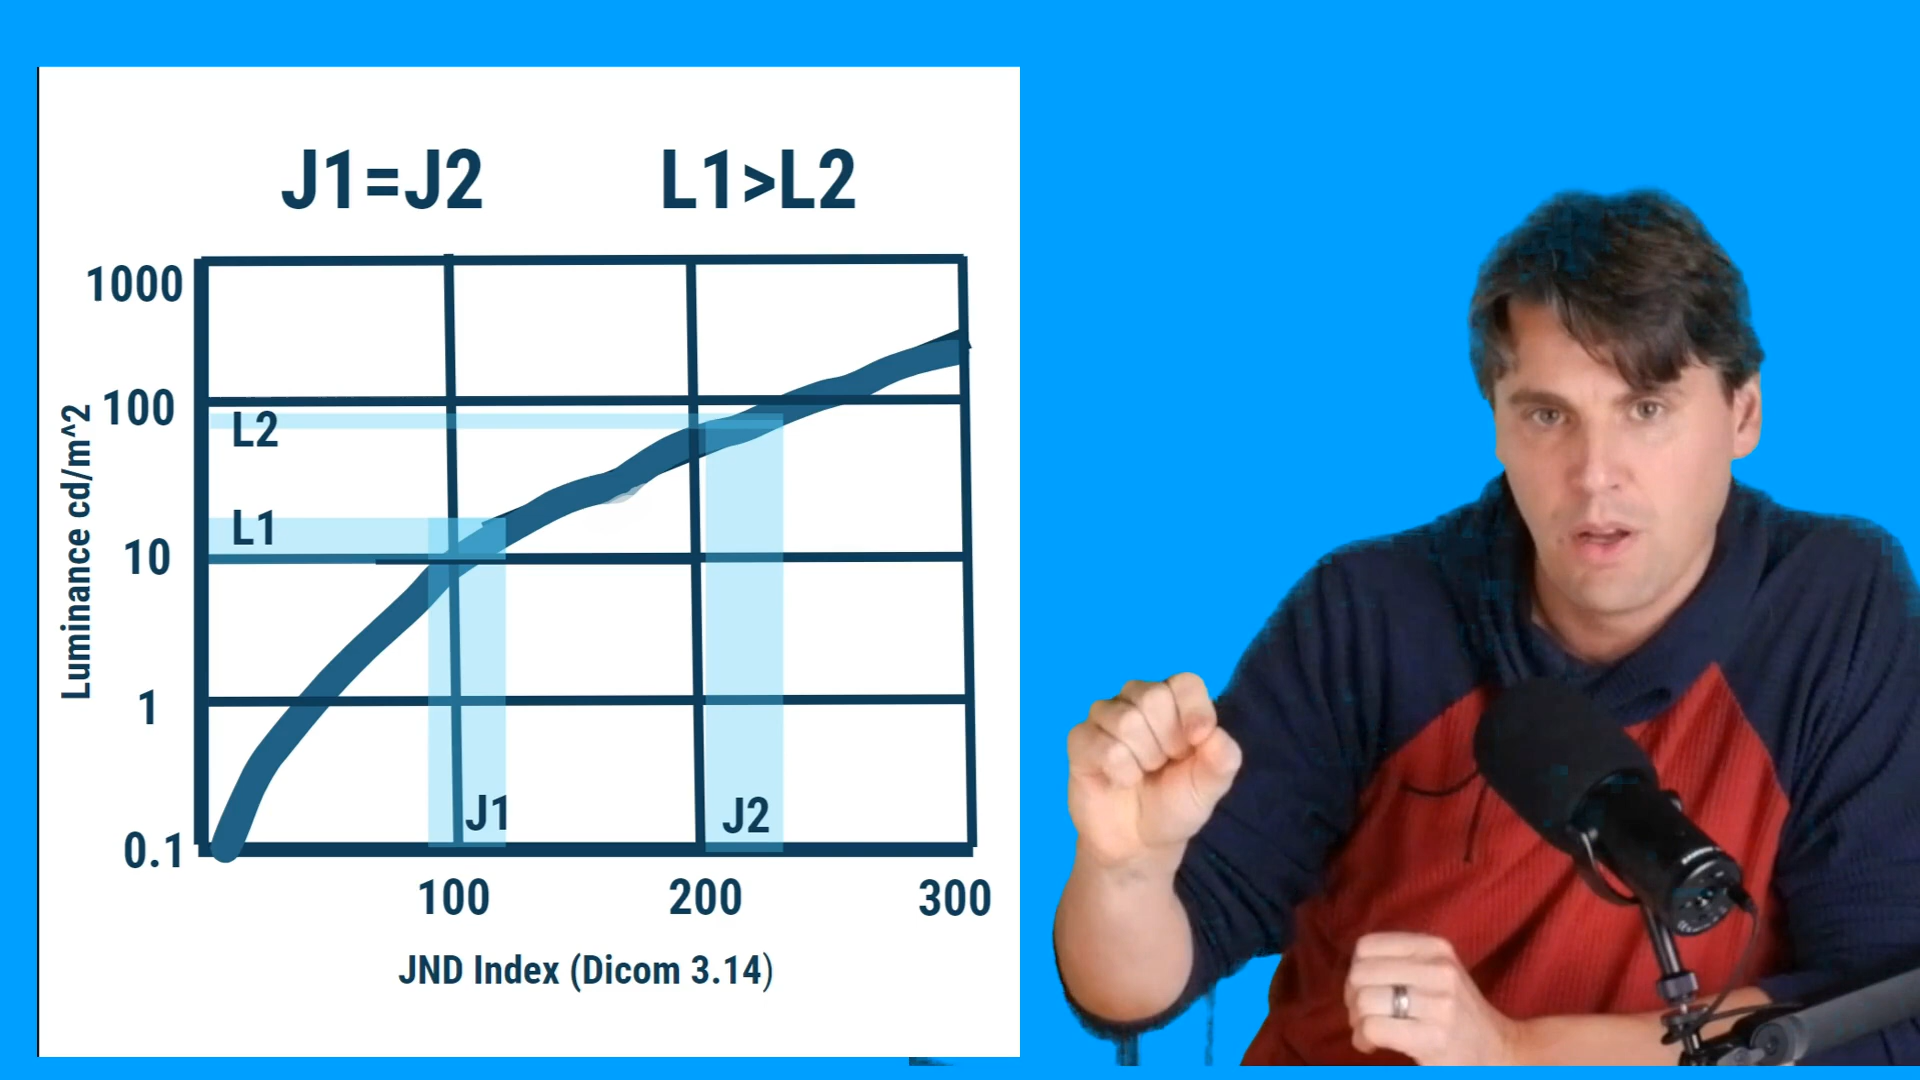 J1=J2 L1>L2
1000
100
L2
L1
10
1
0.1
J1
J2
100 200 300
Luminance cd/m^2
JND Index (Dicom 3.14)